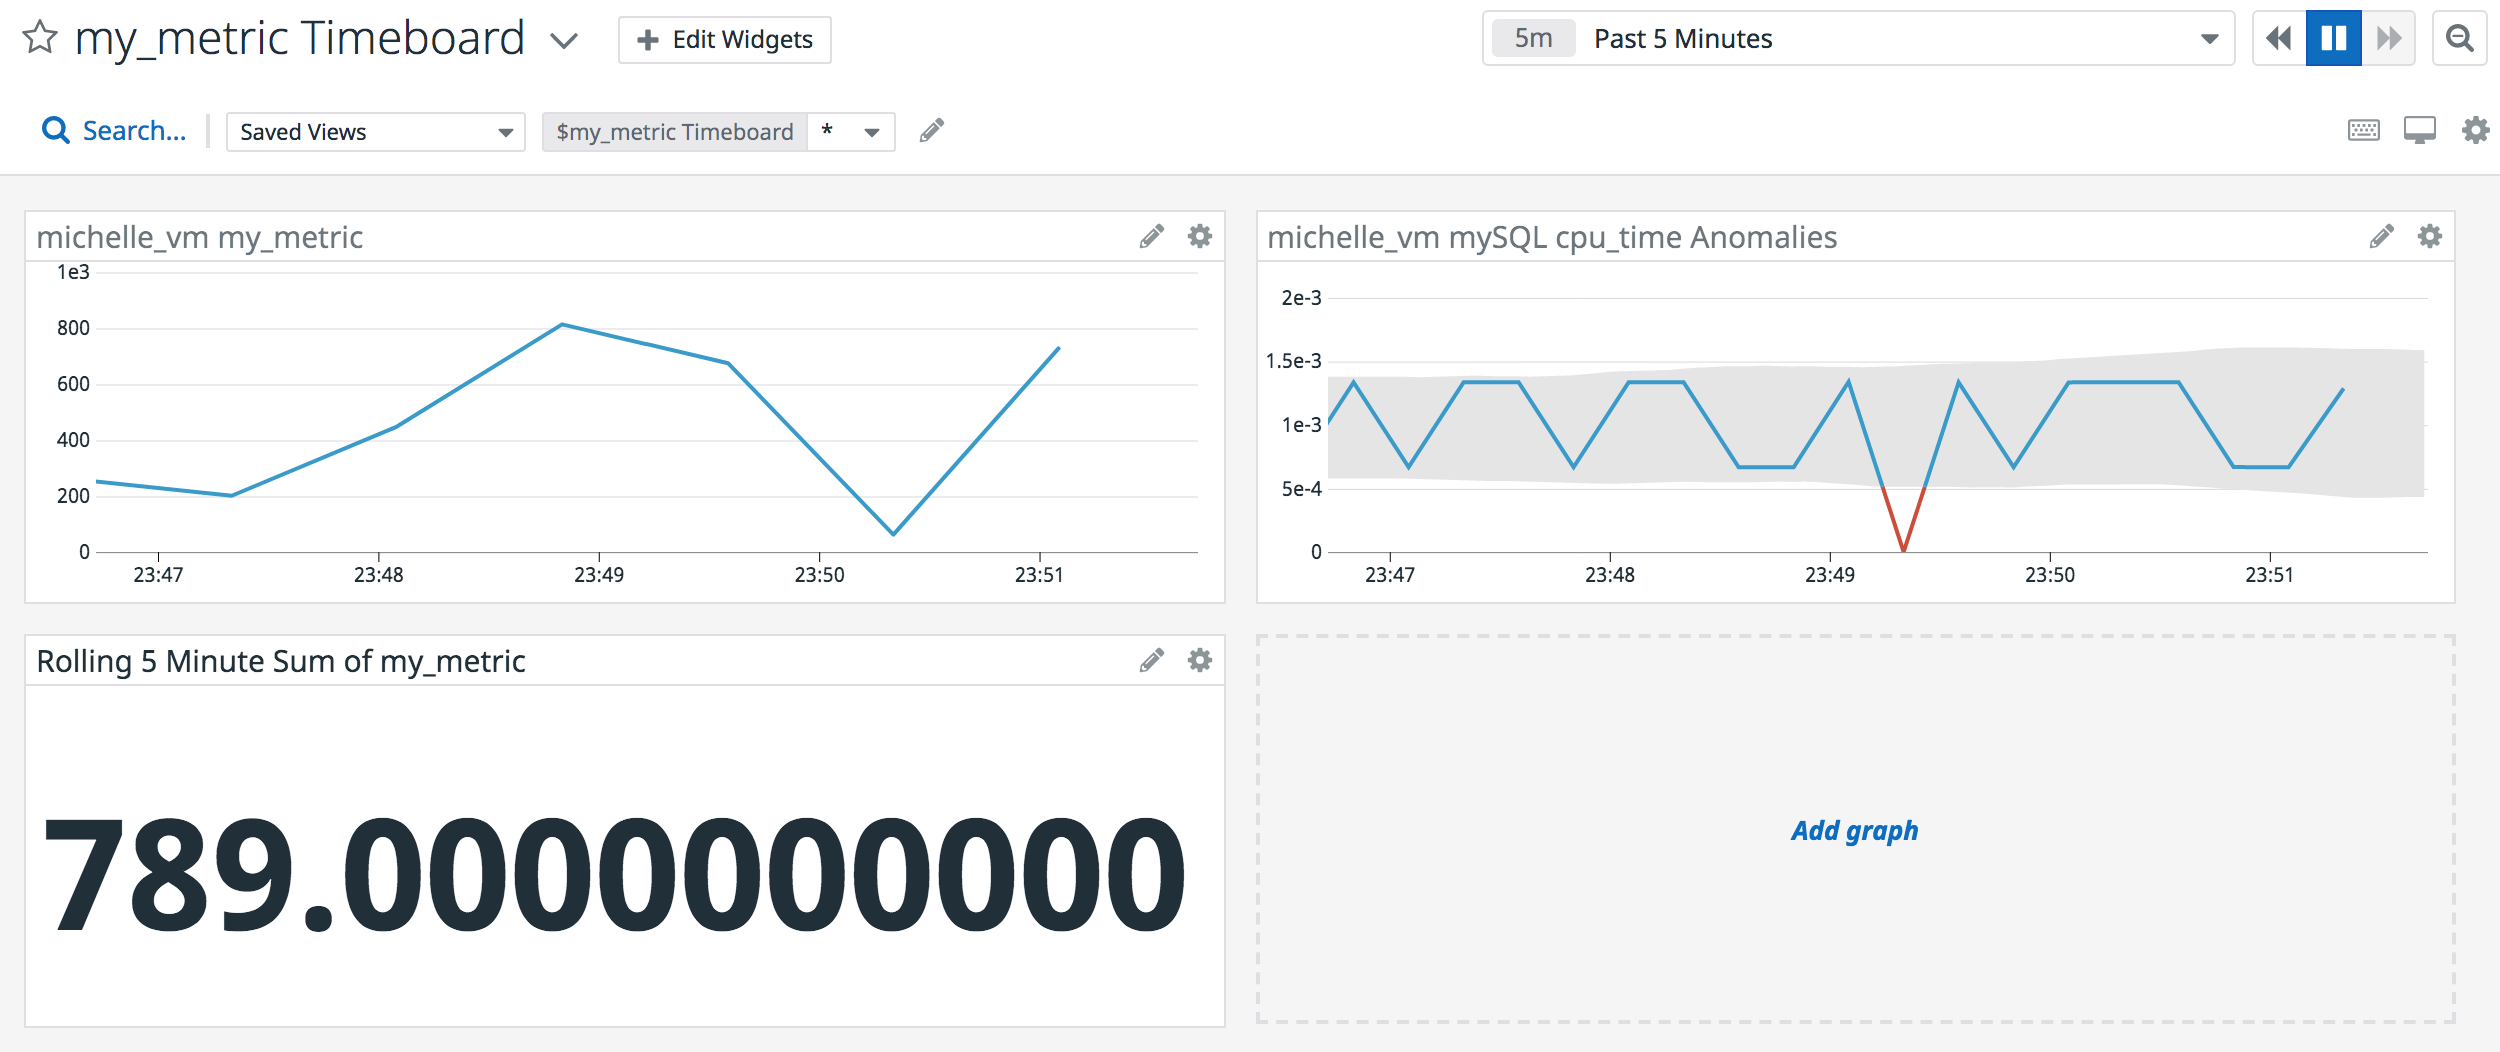 my_metric Timeboard
Edit Widgets
5m Past 5 Minutes
Search...
Saved Views
$my_metric Timeboard *
michelle_vm my_metric
1e3
800
600
400
200
0
23:47 23:48 23:49 23:50 23:51
michelle_vm mySQL cpu_time Anomalies
2e-3
1.5e-3
1e-3
5e-4
0
23:47 23:48 23:49 23:50 23:51
Rolling 5 Minute Sum of my_metric
789.0000000000
Add graph